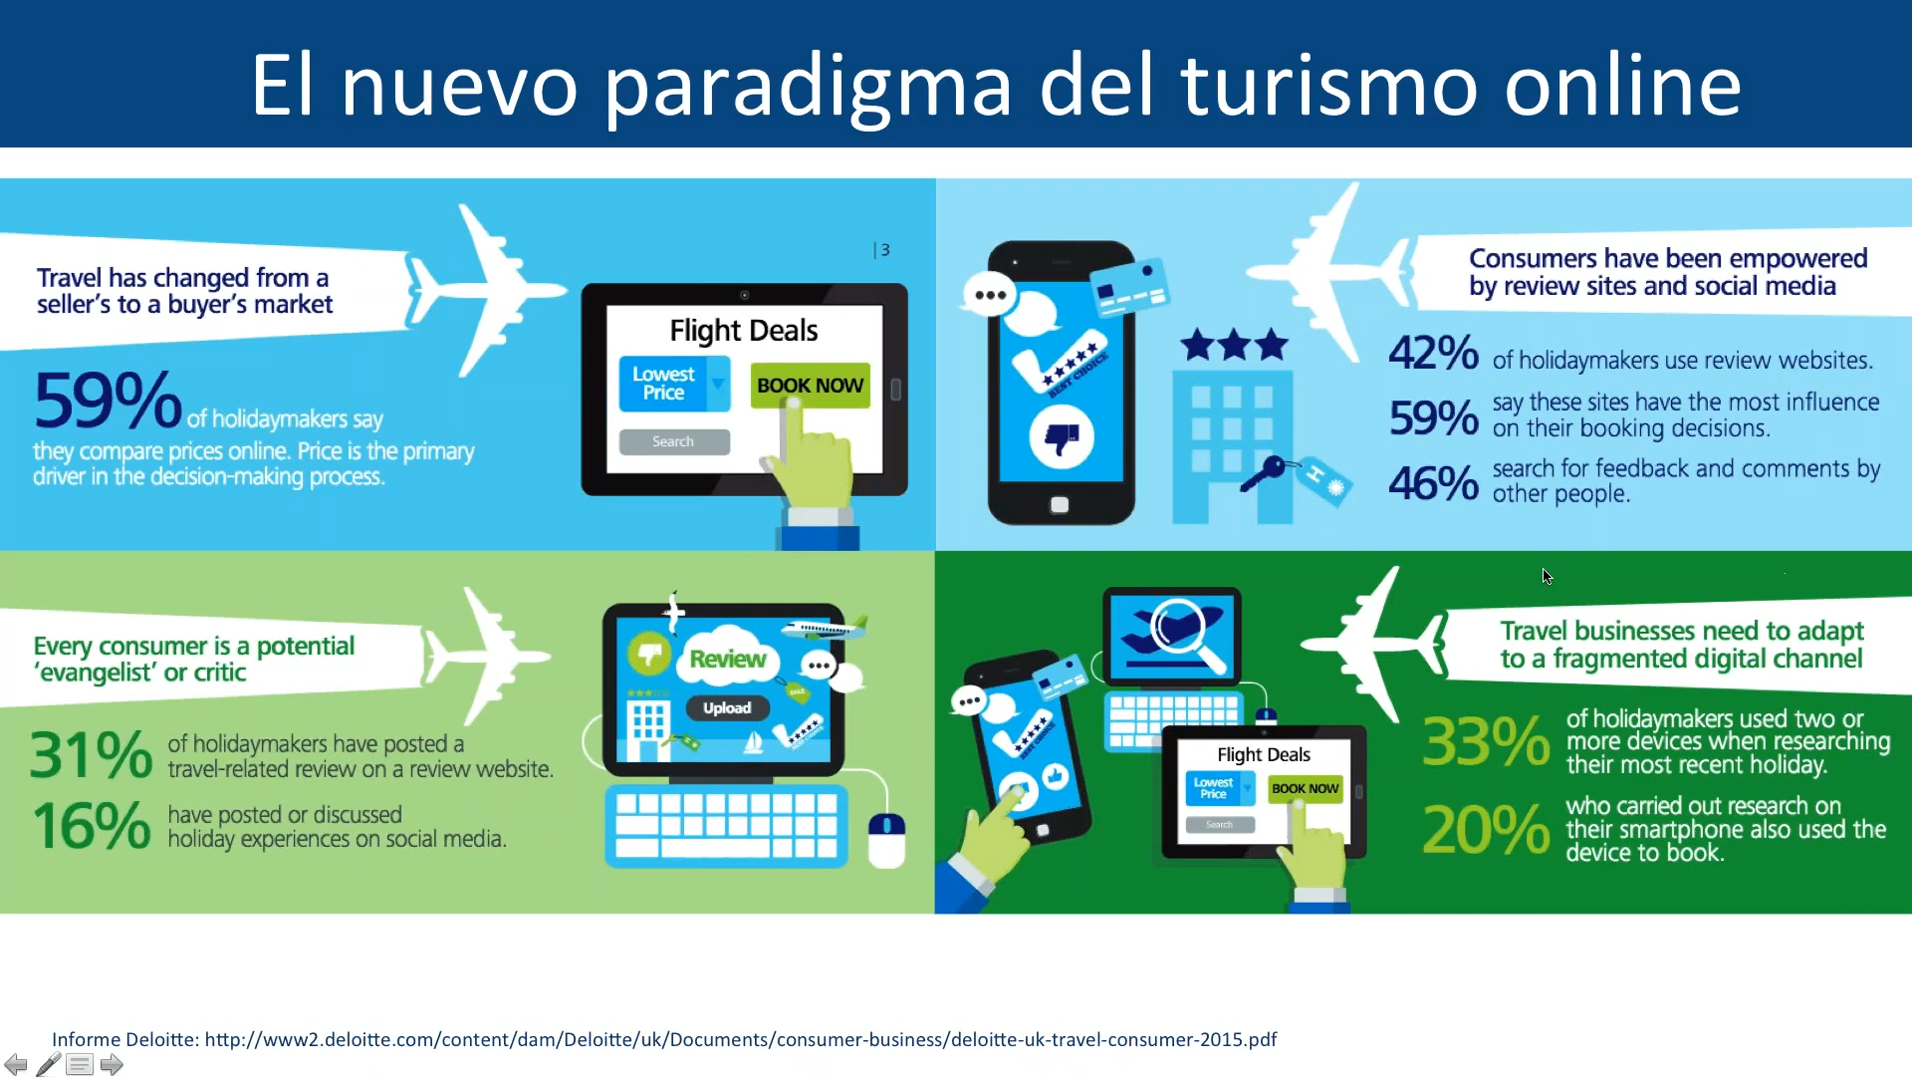 El nuevo paradigma del turismo online
Travel has changed from a
seller's to a buyer's market
59% of holidaymakers say
they compare prices online. Price is the primary
driver in the decision-making process.
| 3
Flight Deals
Lowest
Price
BOOK NOW
Search
Consumers have been empowered
by review sites and social media
BEST CHOICE
42% of holidaymakers use review websites.
59% say these sites have the most influence
on their booking decisions.
46% search for feedback and comments by
other people.
H
Every consumer is a potential
'evangelist' or critic
31% of holidaymakers have posted a
travel-related review on a review website.
16% have posted or discussed
holiday experiences on social media.
Review
SALE
Upload
BEST CHOICE
Travel businesses need to adapt
to a fragmented digital channel
BEST CHOICE
Flight Deals
Lowest
Price
BOOK NOW
Search
33% of holidaymakers used two or
more devices when researching
their most recent holiday.
20% who carried out research on
their smartphone also used the
device to book.
Informe Deloitte: http://www2.deloitte.com/content/dam/Deloitte/uk/Documents/consumer-business/deloitte-uk-travel-consumer-2015.pdf